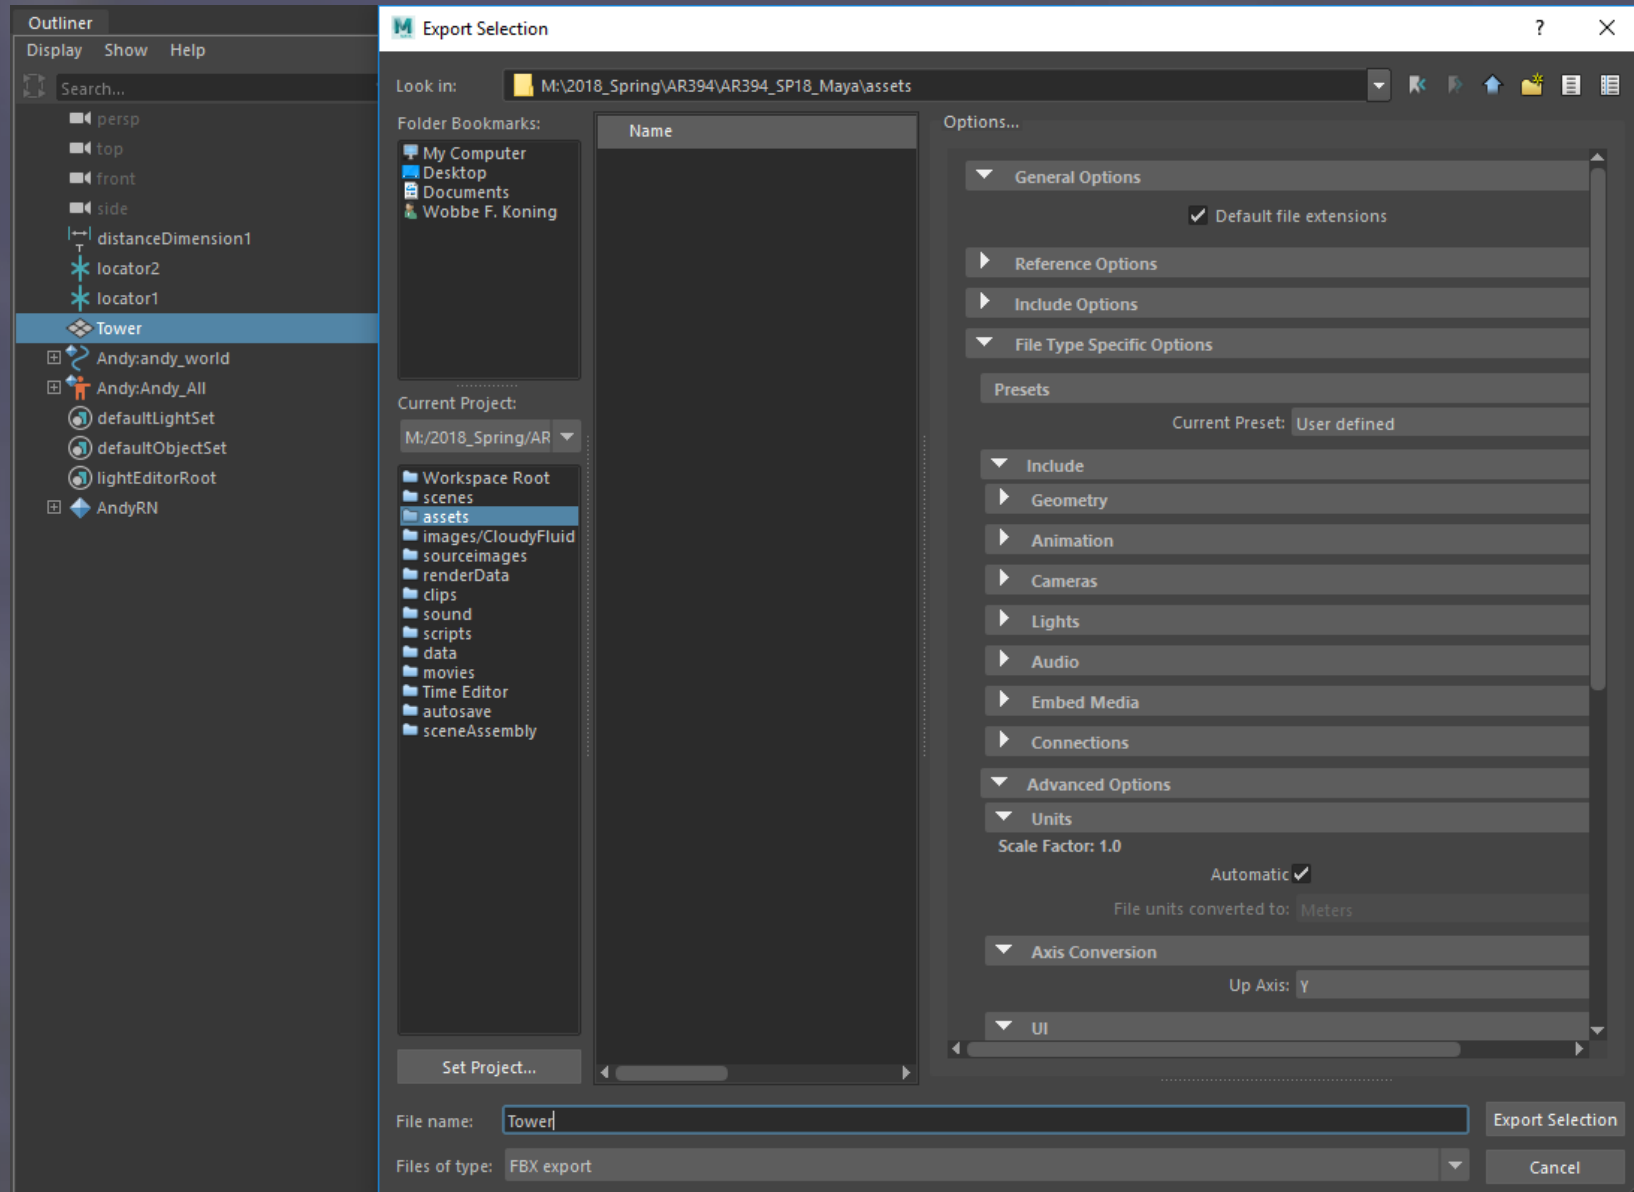 Outliner
Display Show Help
Search...
persp
top
front
side
distanceDimension1
locator2
locator1
Tower
Andy:andy_world
Andy:Andy_All
defaultLightSet
defaultObjectSet
lightEditorRoot
AndyRN
M Export Selection ?
Look in: M:\2018_Spring\AR394\AR394_SP18_Maya\assets
Folder Bookmarks:
My Computer
Desktop
Documents
Wobbe F. Koning
Current Project:
M:/2018_Spring/AR
Workspace Root
scenes
assets
images/CloudyFluid
sourceimages
renderData
clips
sound
scripts
data
movies
Time Editor
autosave
sceneAssembly
Set Project...
Name
Options...
General Options
Default file extensions
Reference Options
Include Options
File Type Specific Options
Presets
Current Preset: User defined
Include
Geometry
Animation
Cameras
Lights
Audio
Embed Media
Connections
Advanced Options
Units
Scale Factor: 1.0
Automatic
File units converted to: Meters
Axis Conversion
Up Axis: Y
UI
File name: Tower
Export Selection
Files of type: FBX export
Cancel